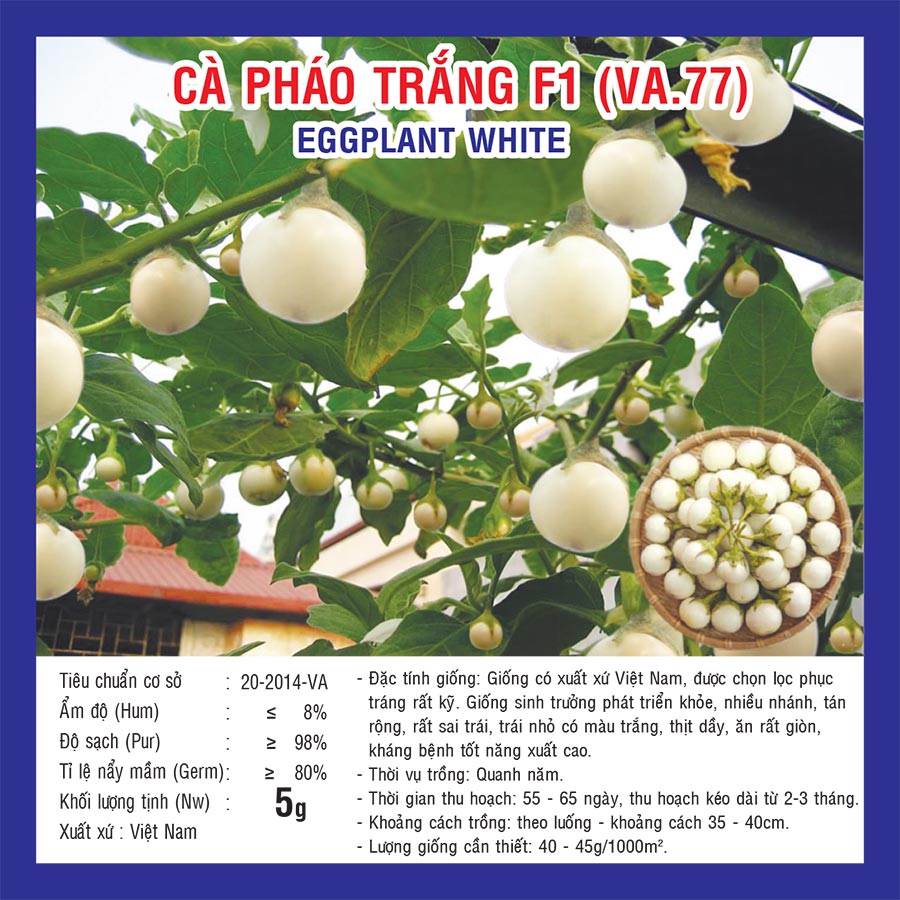 CÀ PHÁO TRẮNG F1 (VA.77)
EGGPLANT WHITE
Tiêu chuẩn cơ sở : 20-2014-VA
Ẩm độ (Hum) : ≤ 8%
Độ sạch (Pur) : ≥ 98%
Tỉ lệ nẩy mầm (Germ): ≥ 80%
Khối lượng tịnh (Nw) : 5g
Xuất xứ : Việt Nam
- Đặc tính giống: Giống có xuất xứ Việt Nam, được chọn lọc phục
tráng rất kỹ. Giống sinh trưởng phát triển khỏe, nhiều nhánh, tán
rộng, rất sai trái, trái nhỏ có màu trắng, thịt dầy, ăn rất giòn,
kháng bệnh tốt năng xuất cao.
- Thời vụ trồng: Quanh năm.
- Thời gian thu hoạch: 55 - 65 ngày, thu hoạch kéo dài từ 2-3 tháng.
- Khoảng cách trồng: theo luống - khoảng cách 35 - 40cm.
- Lượng giống cần thiết: 40 - 45g/1000m².